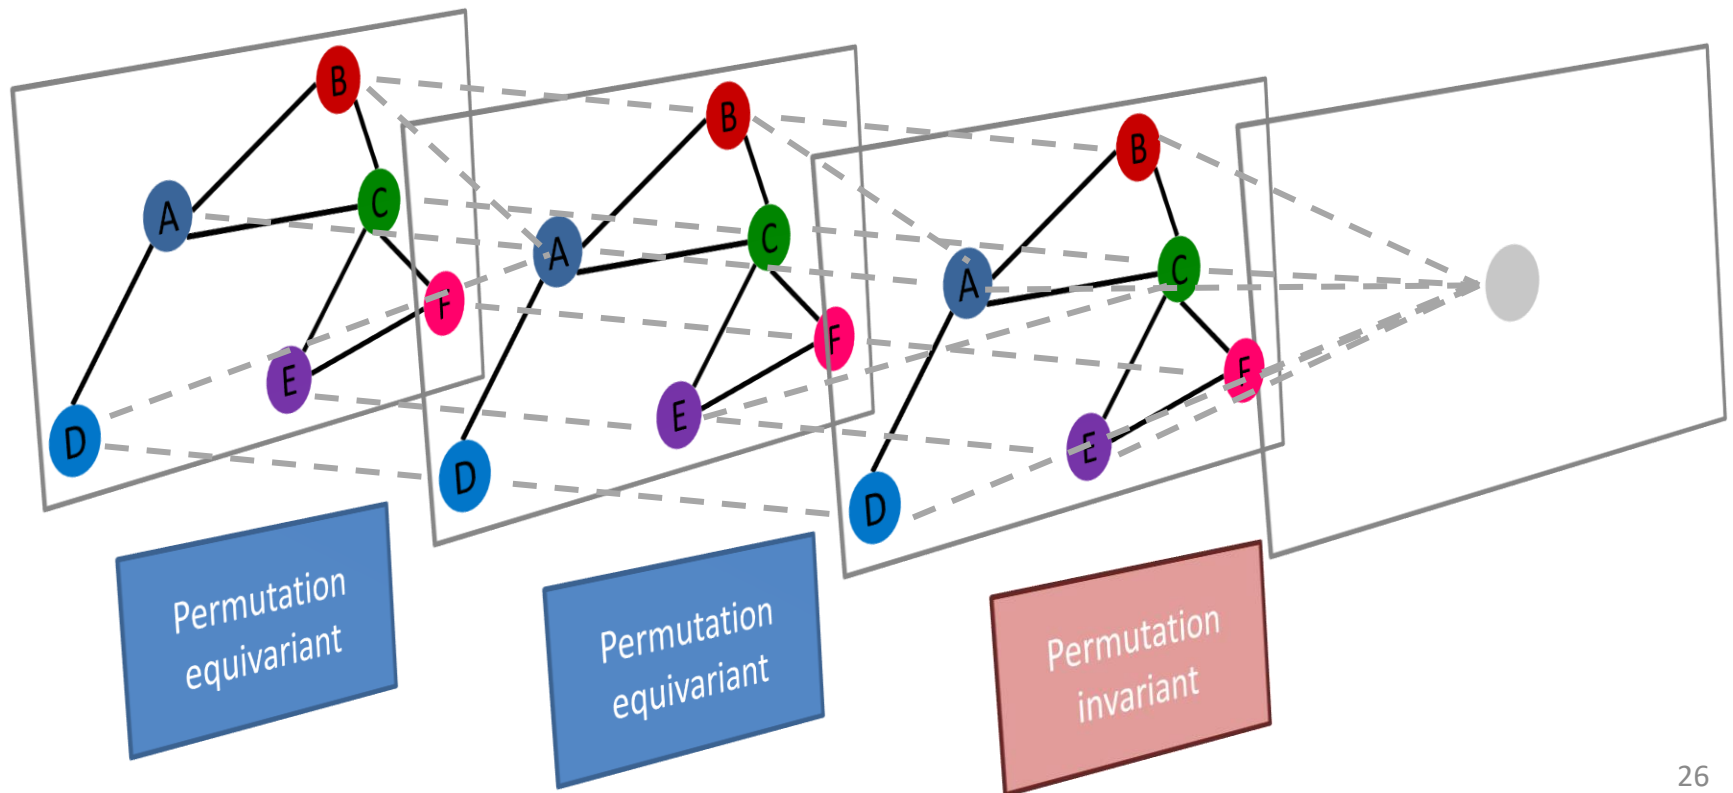 B
A
C
F
E
D
B
A
C
F
E
D
B
A
C
F
E
D
Permutation
equivariant
Permutation
equivariant
Permutation
invariant
26